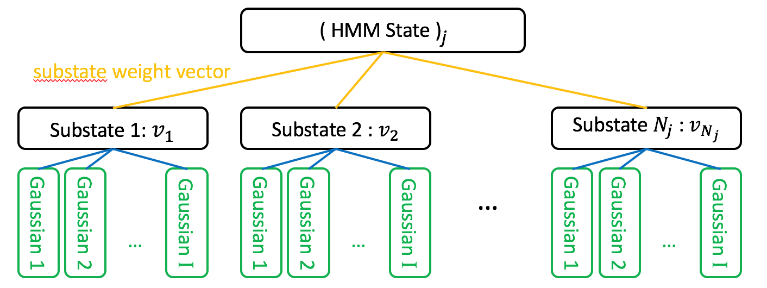 ( HMM State )j
substate weight vector
Substate 1: v1
Substate 2 : v2
Substate Nj : vNj
Gaussian 1
Gaussian 2
...
Gaussian I
Gaussian 1
Gaussian 2
...
Gaussian I
...
Gaussian 1
Gaussian 2
...
Gaussian I